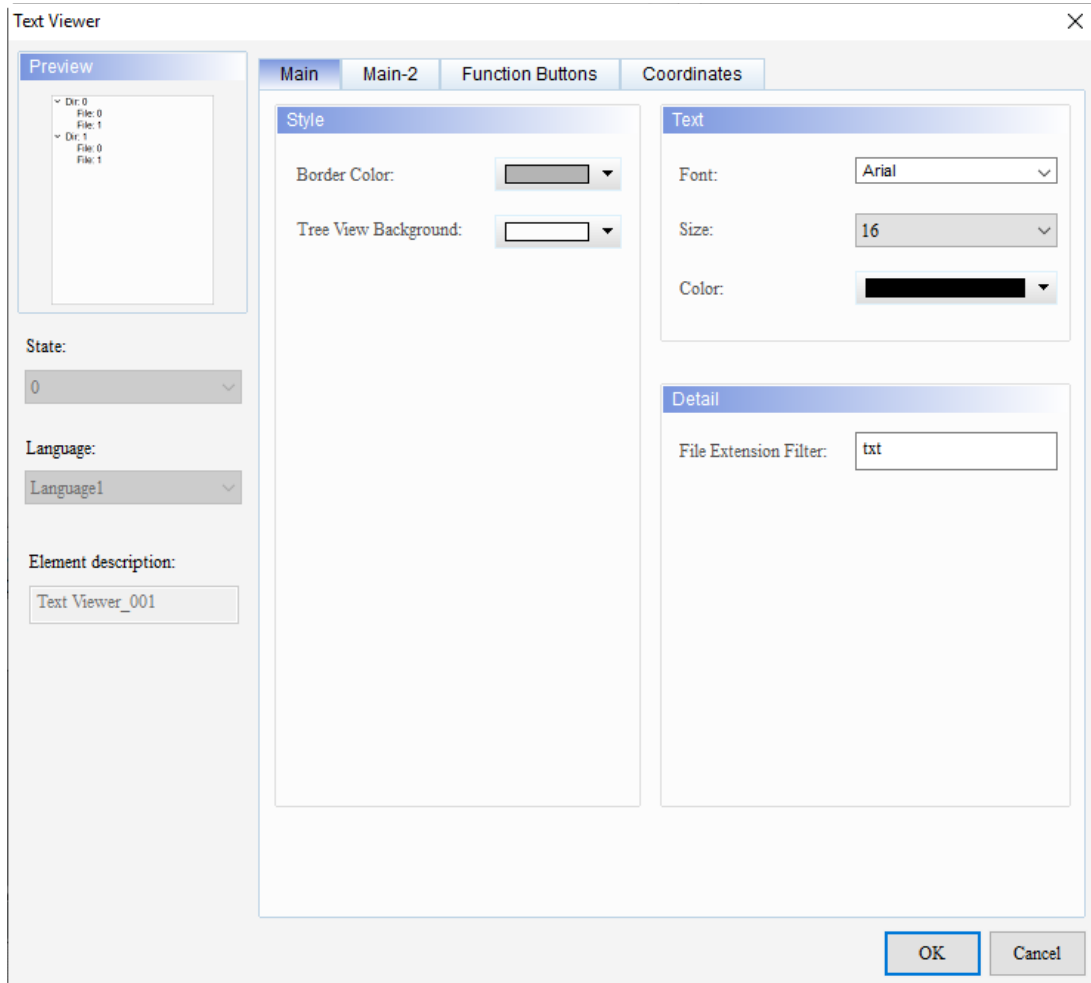 Text Viewer
Preview
Dir: 0
File: 0
File: 1
Dir: 1
File: 0
File: 1
State:
0
Language:
Language1
Element description:
Text Viewer_001
Main
Main-2
Function Buttons
Coordinates
Style
Border Color:
Tree View Background:
Text
Font:
Arial
Size:
16
Color:
Detail
File Extension Filter:
txt
OK
Cancel